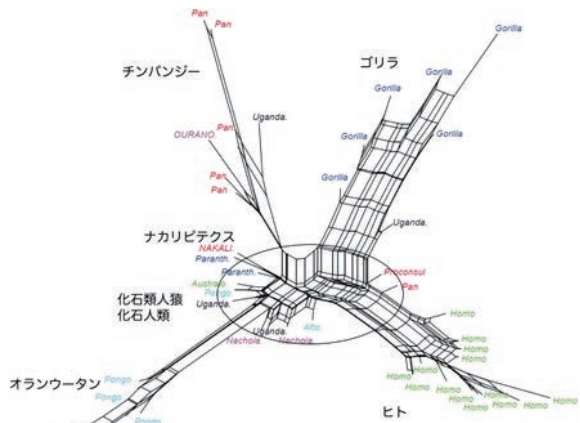 Pan
Pan
Gorilla
チンパンジー
ゴリラ
Gorilla
Gorilla
Uganda.
Pan
OURANO
Gorilla
Gorilla
Pan
Pan
Gorilla
Uganda.
ナカリピテクス
NAKALI.
Paranth.
Paranth.
Proconsul
Pan
Australo.
Pongo
化石類人猿
Uganda.
化石人類
Homo
Uganda.
Afro.
Nachola.
Nachola.
Homo
Homo
Homo
オランウータン
Pongo
Pongo
Homo
Homo
Homo
Homo
Homo
Homo
Homo
Homo
Homo
ヒト